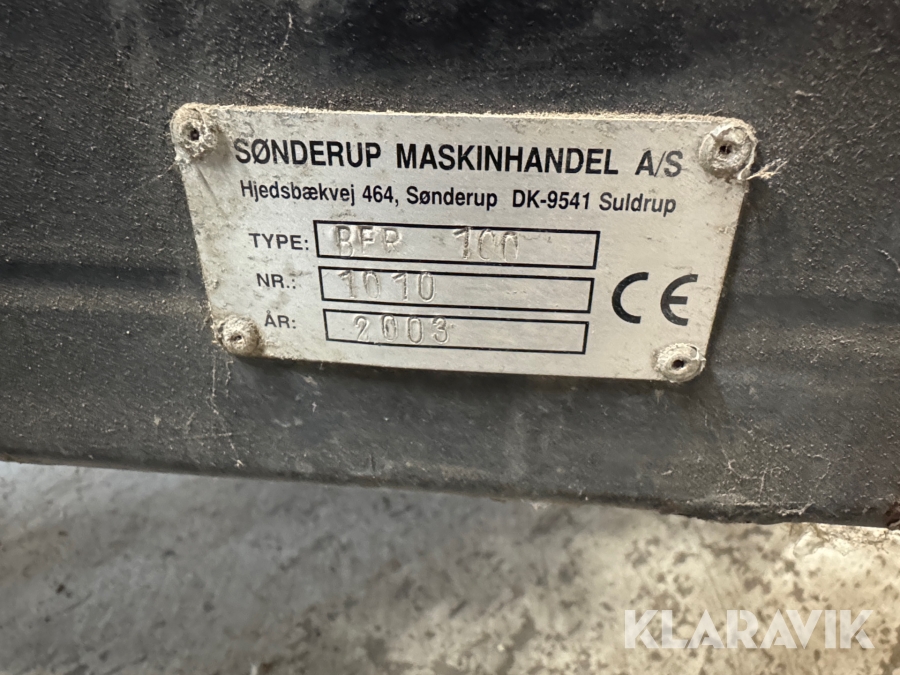 SØNDERUP MASKINHANDEL A/S
Hjedsbækvej 464, Sønderup DK-9541 Suldrup
TYPE: 100
NR.: 1010
ÅR: 2003
CE
KLARAVIK